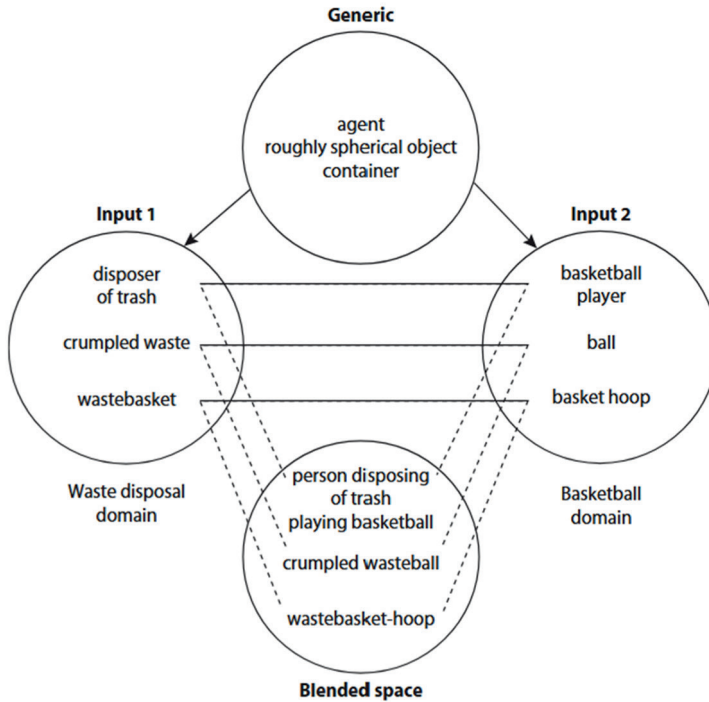 Generic
agent
roughly spherical object
container
Input 1
Input 2
disposer
of trash
basketball
player
crumpled waste
ball
wastebasket
basket hoop
Waste disposal
domain
Basketball
domain
person disposing
of trash
playing basketball
crumpled wasteball
wastebasket-hoop
Blended space